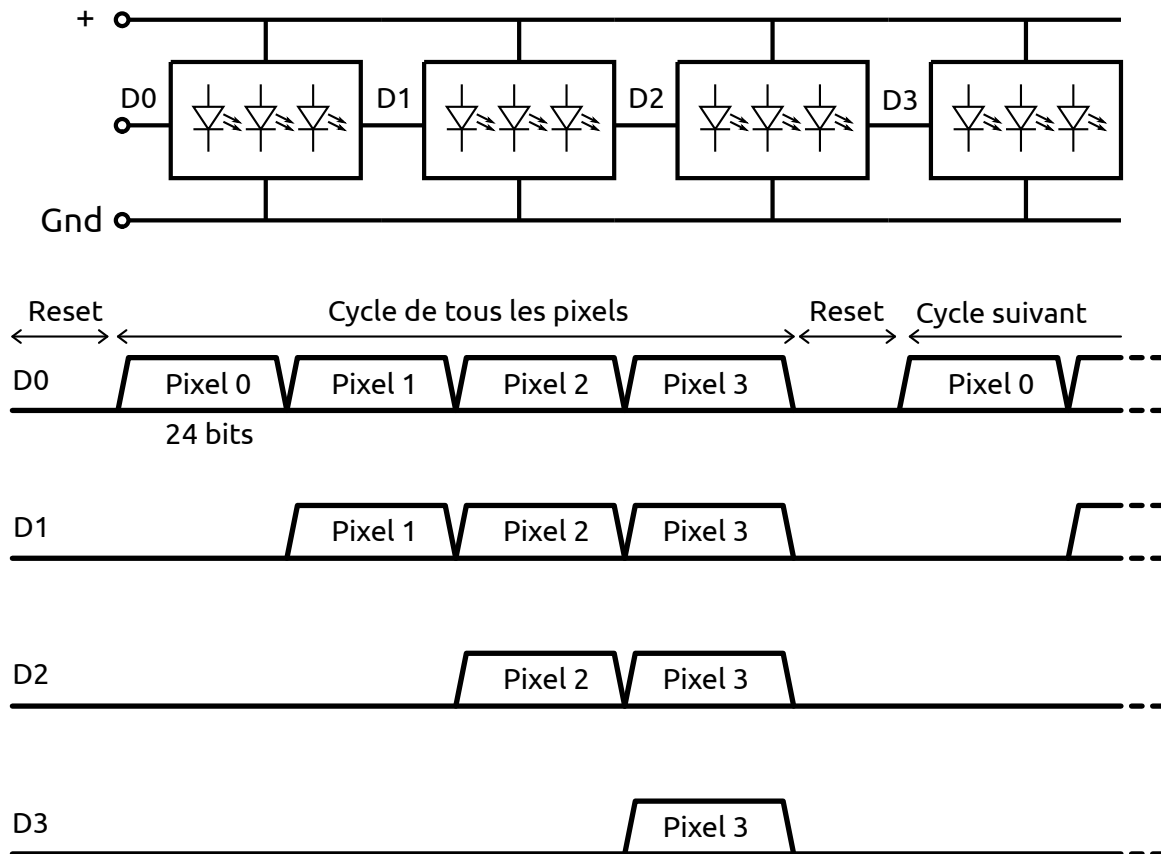 +
D0 D1 D2 D3
Gnd
Reset Cycle de tous les pixels Reset Cycle suivant
D0 Pixel 0 Pixel 1 Pixel 2 Pixel 3 Pixel 0
24 bits
D1 Pixel 1 Pixel 2 Pixel 3
D2 Pixel 2 Pixel 3
D3 Pixel 3